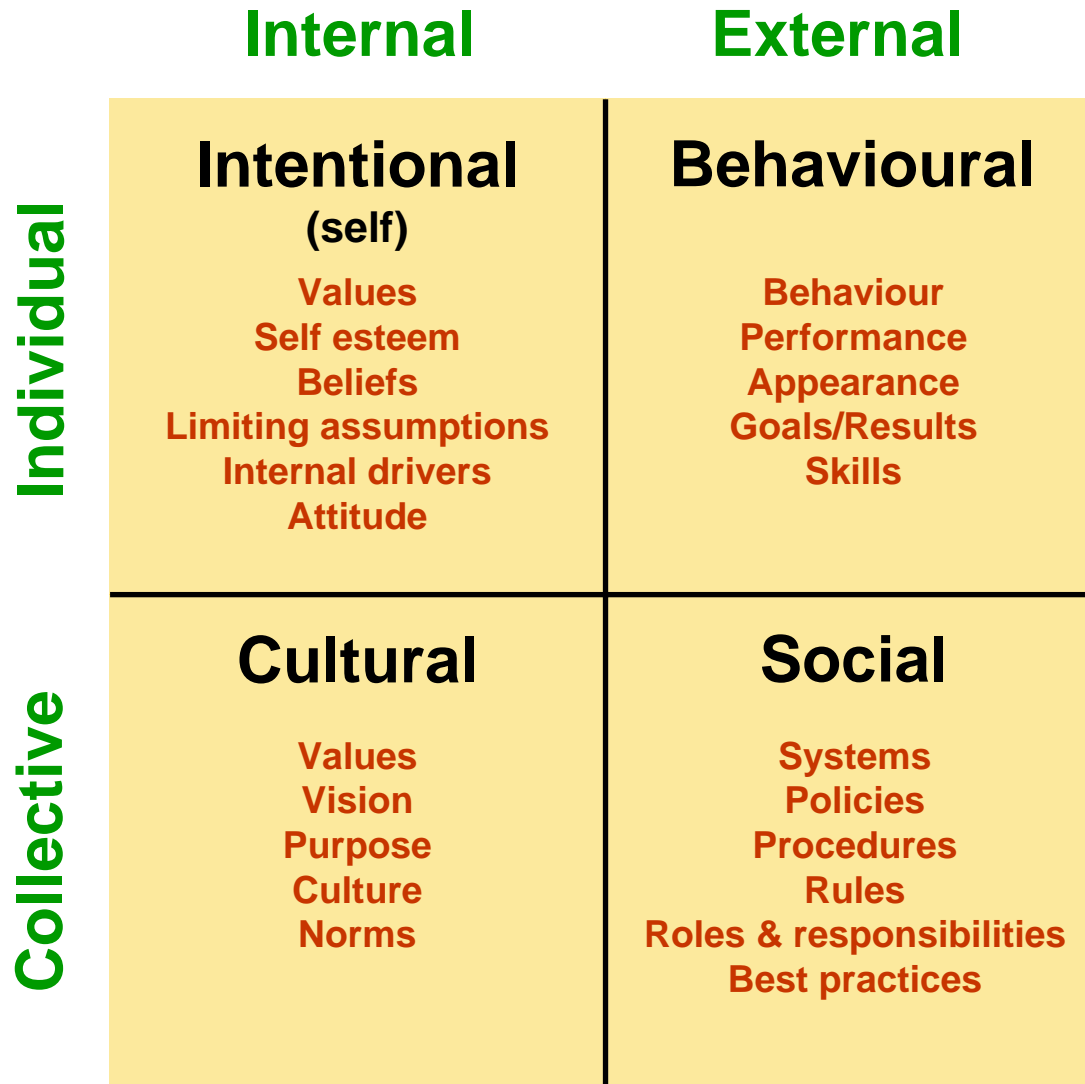 Internal
External
Individual
Intentional
(self)
Values
Self esteem
Beliefs
Limiting assumptions
Internal drivers
Attitude
Behavioural
Behaviour
Performance
Appearance
Goals/Results
Skills
Collective
Cultural
Values
Vision
Purpose
Culture
Norms
Social
Systems
Policies
Procedures
Rules
Roles & responsibilities
Best practices